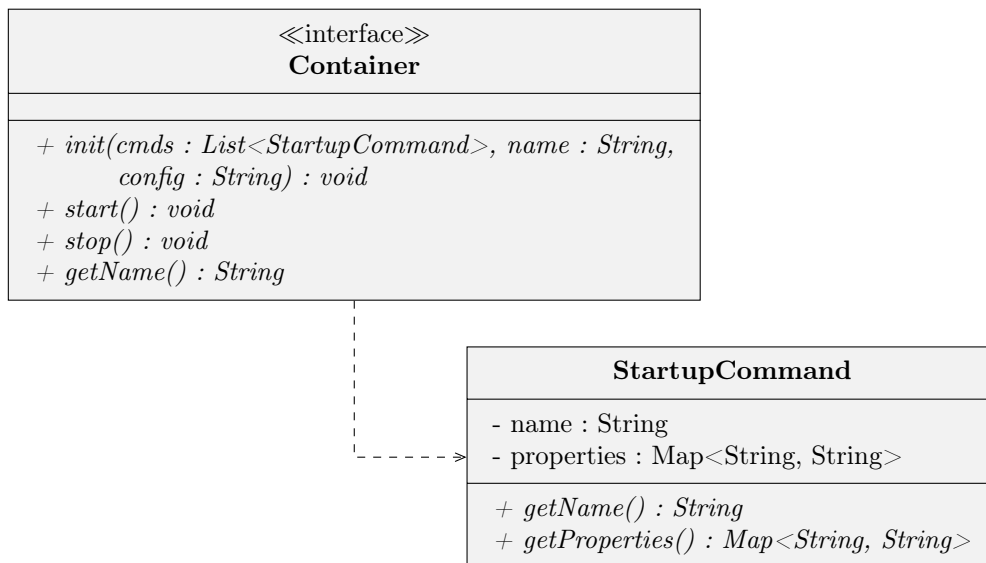 ≪interface≫
Container
+ init(cmds : List<StartupCommand>, name : String,
config : String) : void
+ start() : void
+ stop() : void
+ getName() : String
StartupCommand
- name : String
- properties : Map<String, String>
+ getName() : String
+ getProperties() : Map<String, String>